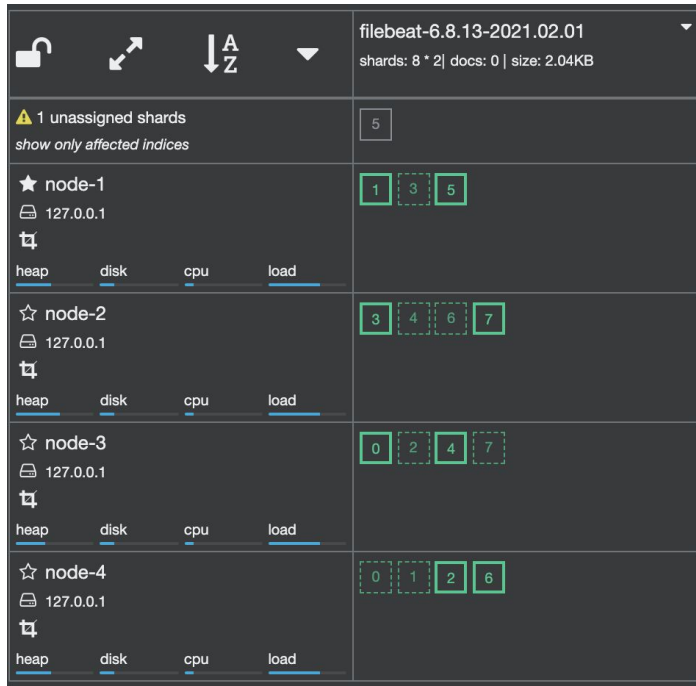 A
Z
filebeat-6.8.13-2021.02.01
shards: 8 * 2| docs: 0 | size: 2.04KB
1 unassigned shards
show only affected indices
5
node-1
127.0.0.1
heap disk cpu load
1 3 5
node-2
127.0.0.1
heap disk cpu load
3 4 6 7
node-3
127.0.0.1
heap disk cpu load
0 2 4 7
node-4
127.0.0.1
heap disk cpu load
0 1 2 6